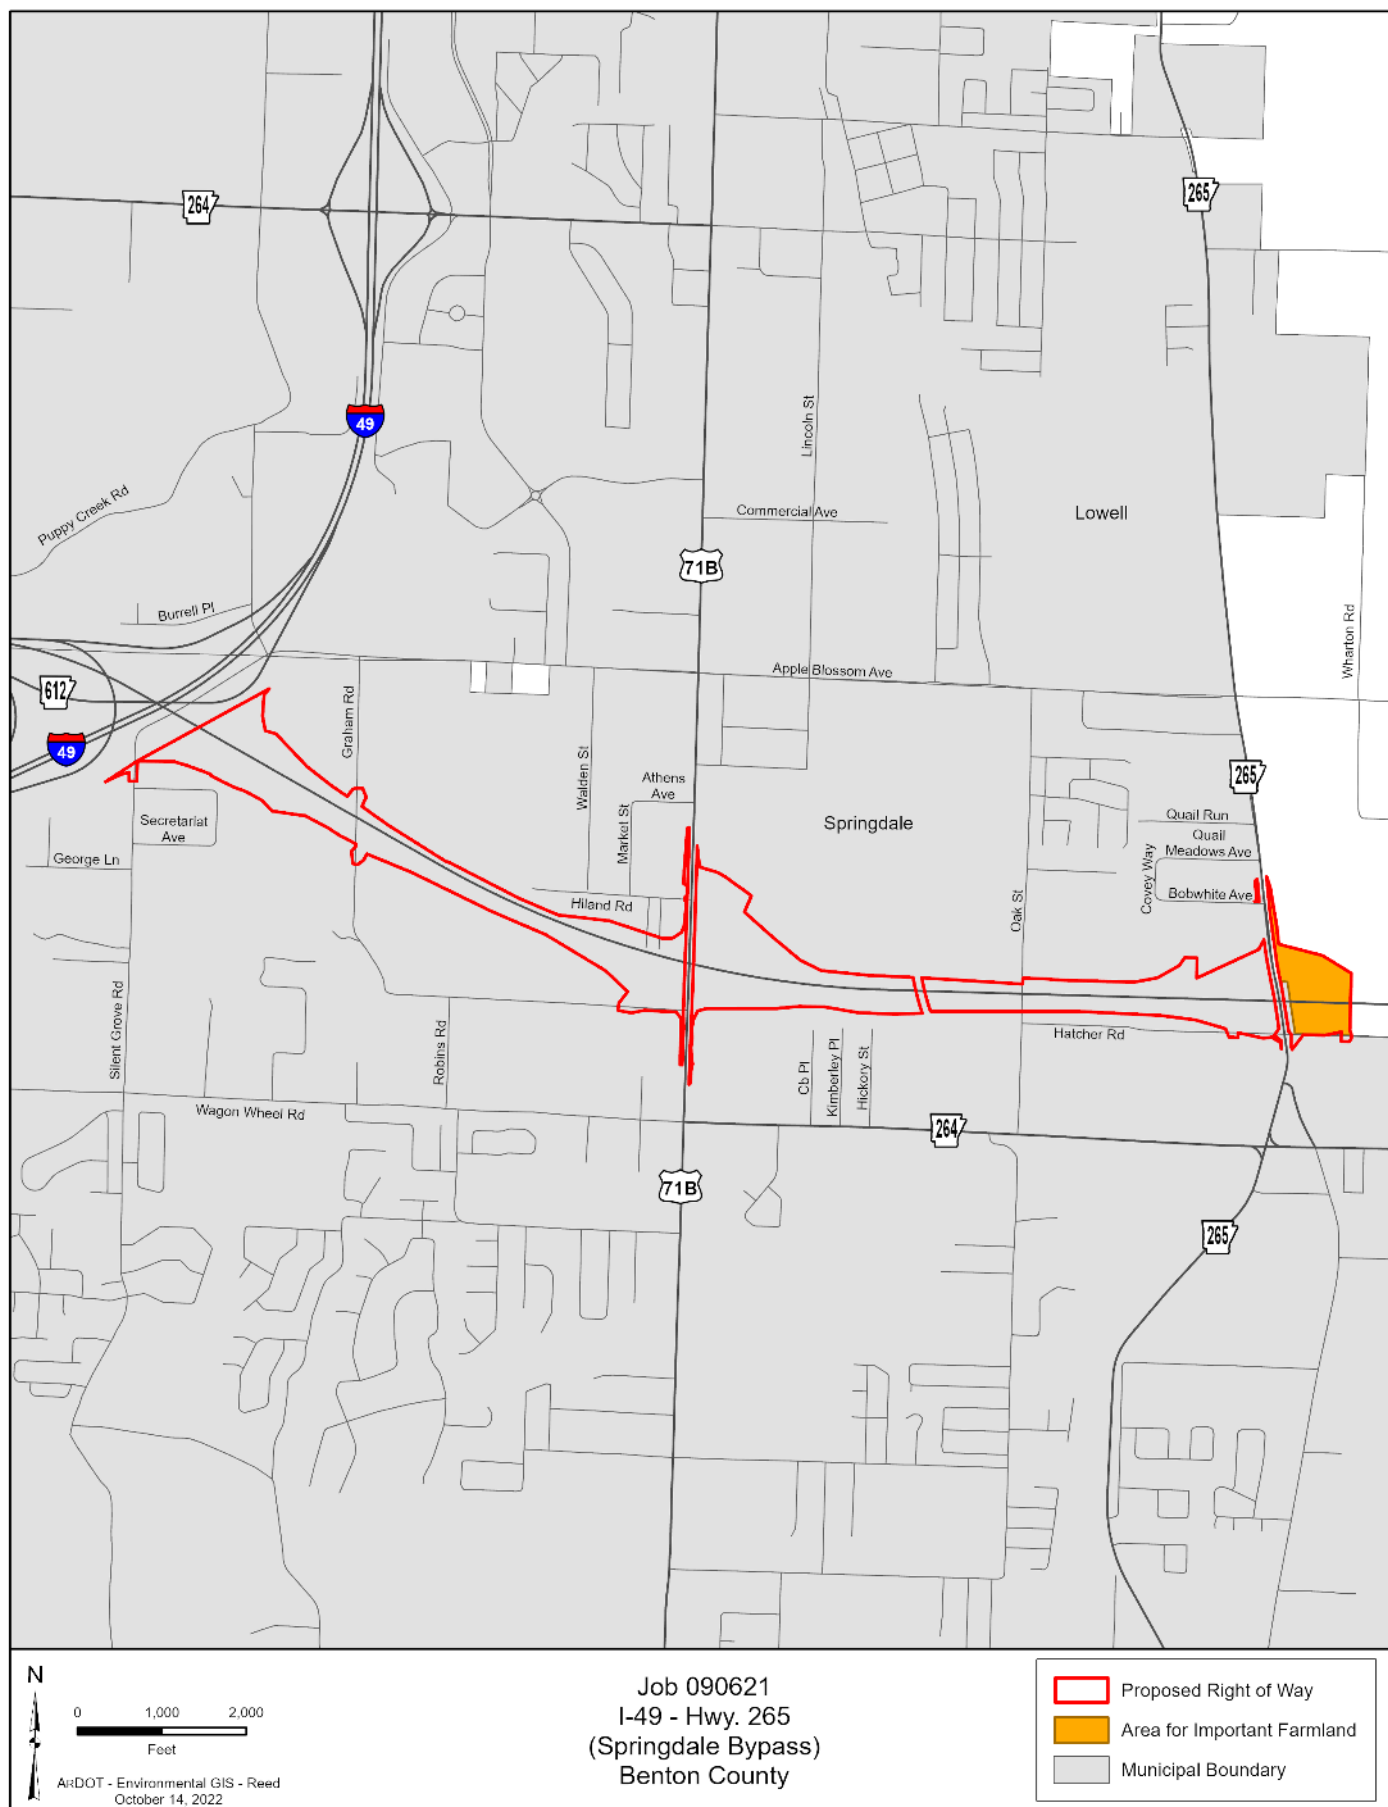 264
265
49
Lincoln St
Puppy Creek Rd
Commercial Ave
Lowell
71B
Burrell Pl
Wharton Rd
Apple Blossom Ave
612
49
Graham Rd
Walden St
Athens
Ave
265
Market St
Secretariat
Ave
Springdale
Quail Run
Quail
Meadows Ave
George Ln
Covey Way
Bobwhite Ave
Hiland Rd
Oak St
Silent Grove Rd
Robins Rd
Hatcher Rd
Cb Pl
Kimberley Pl
Hickory St
Wagon Wheel Rd
264
71B
265
N
0 1,000 2,000
Feet
ARDOT - Environmental GIS - Reed
October 14, 2022
Job 090621
I-49 - Hwy. 265
(Springdale Bypass)
Benton County
Proposed Right of Way
Area for Important Farmland
Municipal Boundary